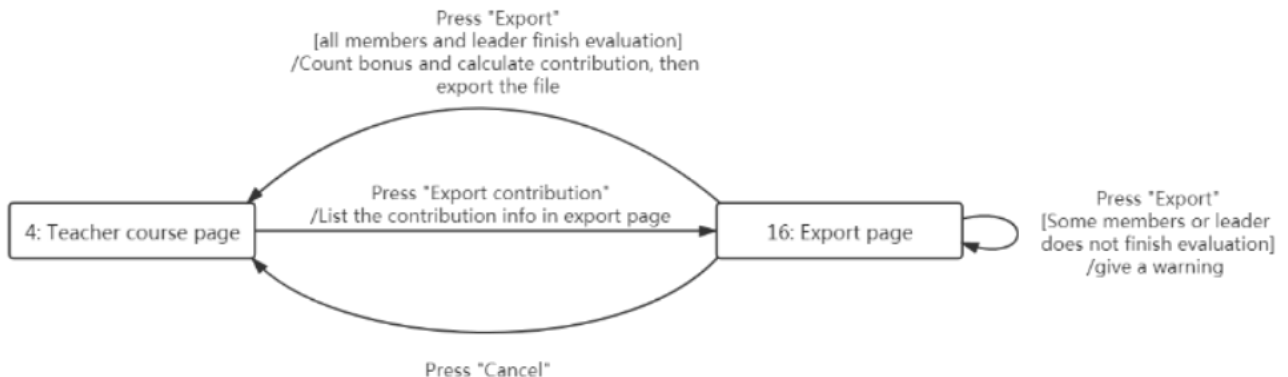 Press "Export"
[all members and leader finish evaluation]
/Count bonus and calculate contribution, then
export the file
Press "Export contribution"
/List the contribution info in export page
4: Teacher course page
16: Export page
Press "Export"
[Some members or leader
does not finish evaluation]
/give a warning
Press "Cancel"